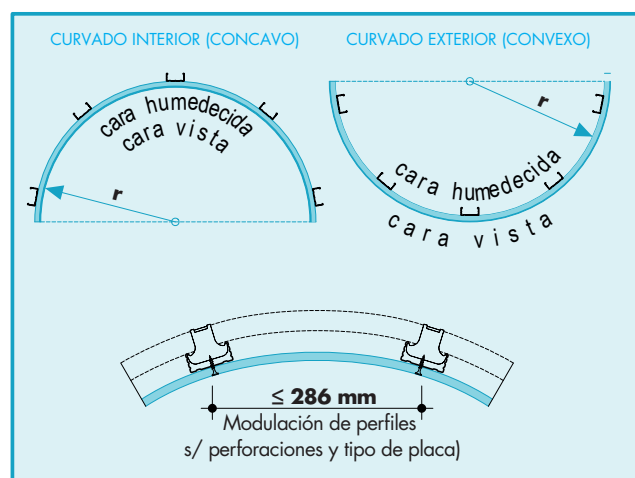 CURVADO INTERIOR (CONCAVO)
cara humedecida
cara vista
r
CURVADO EXTERIOR (CONVEXO)
r
cara humedecida
cara vista
≤ 286 mm
Modulación de perfiles
s/ perforaciones y tipo de placa)